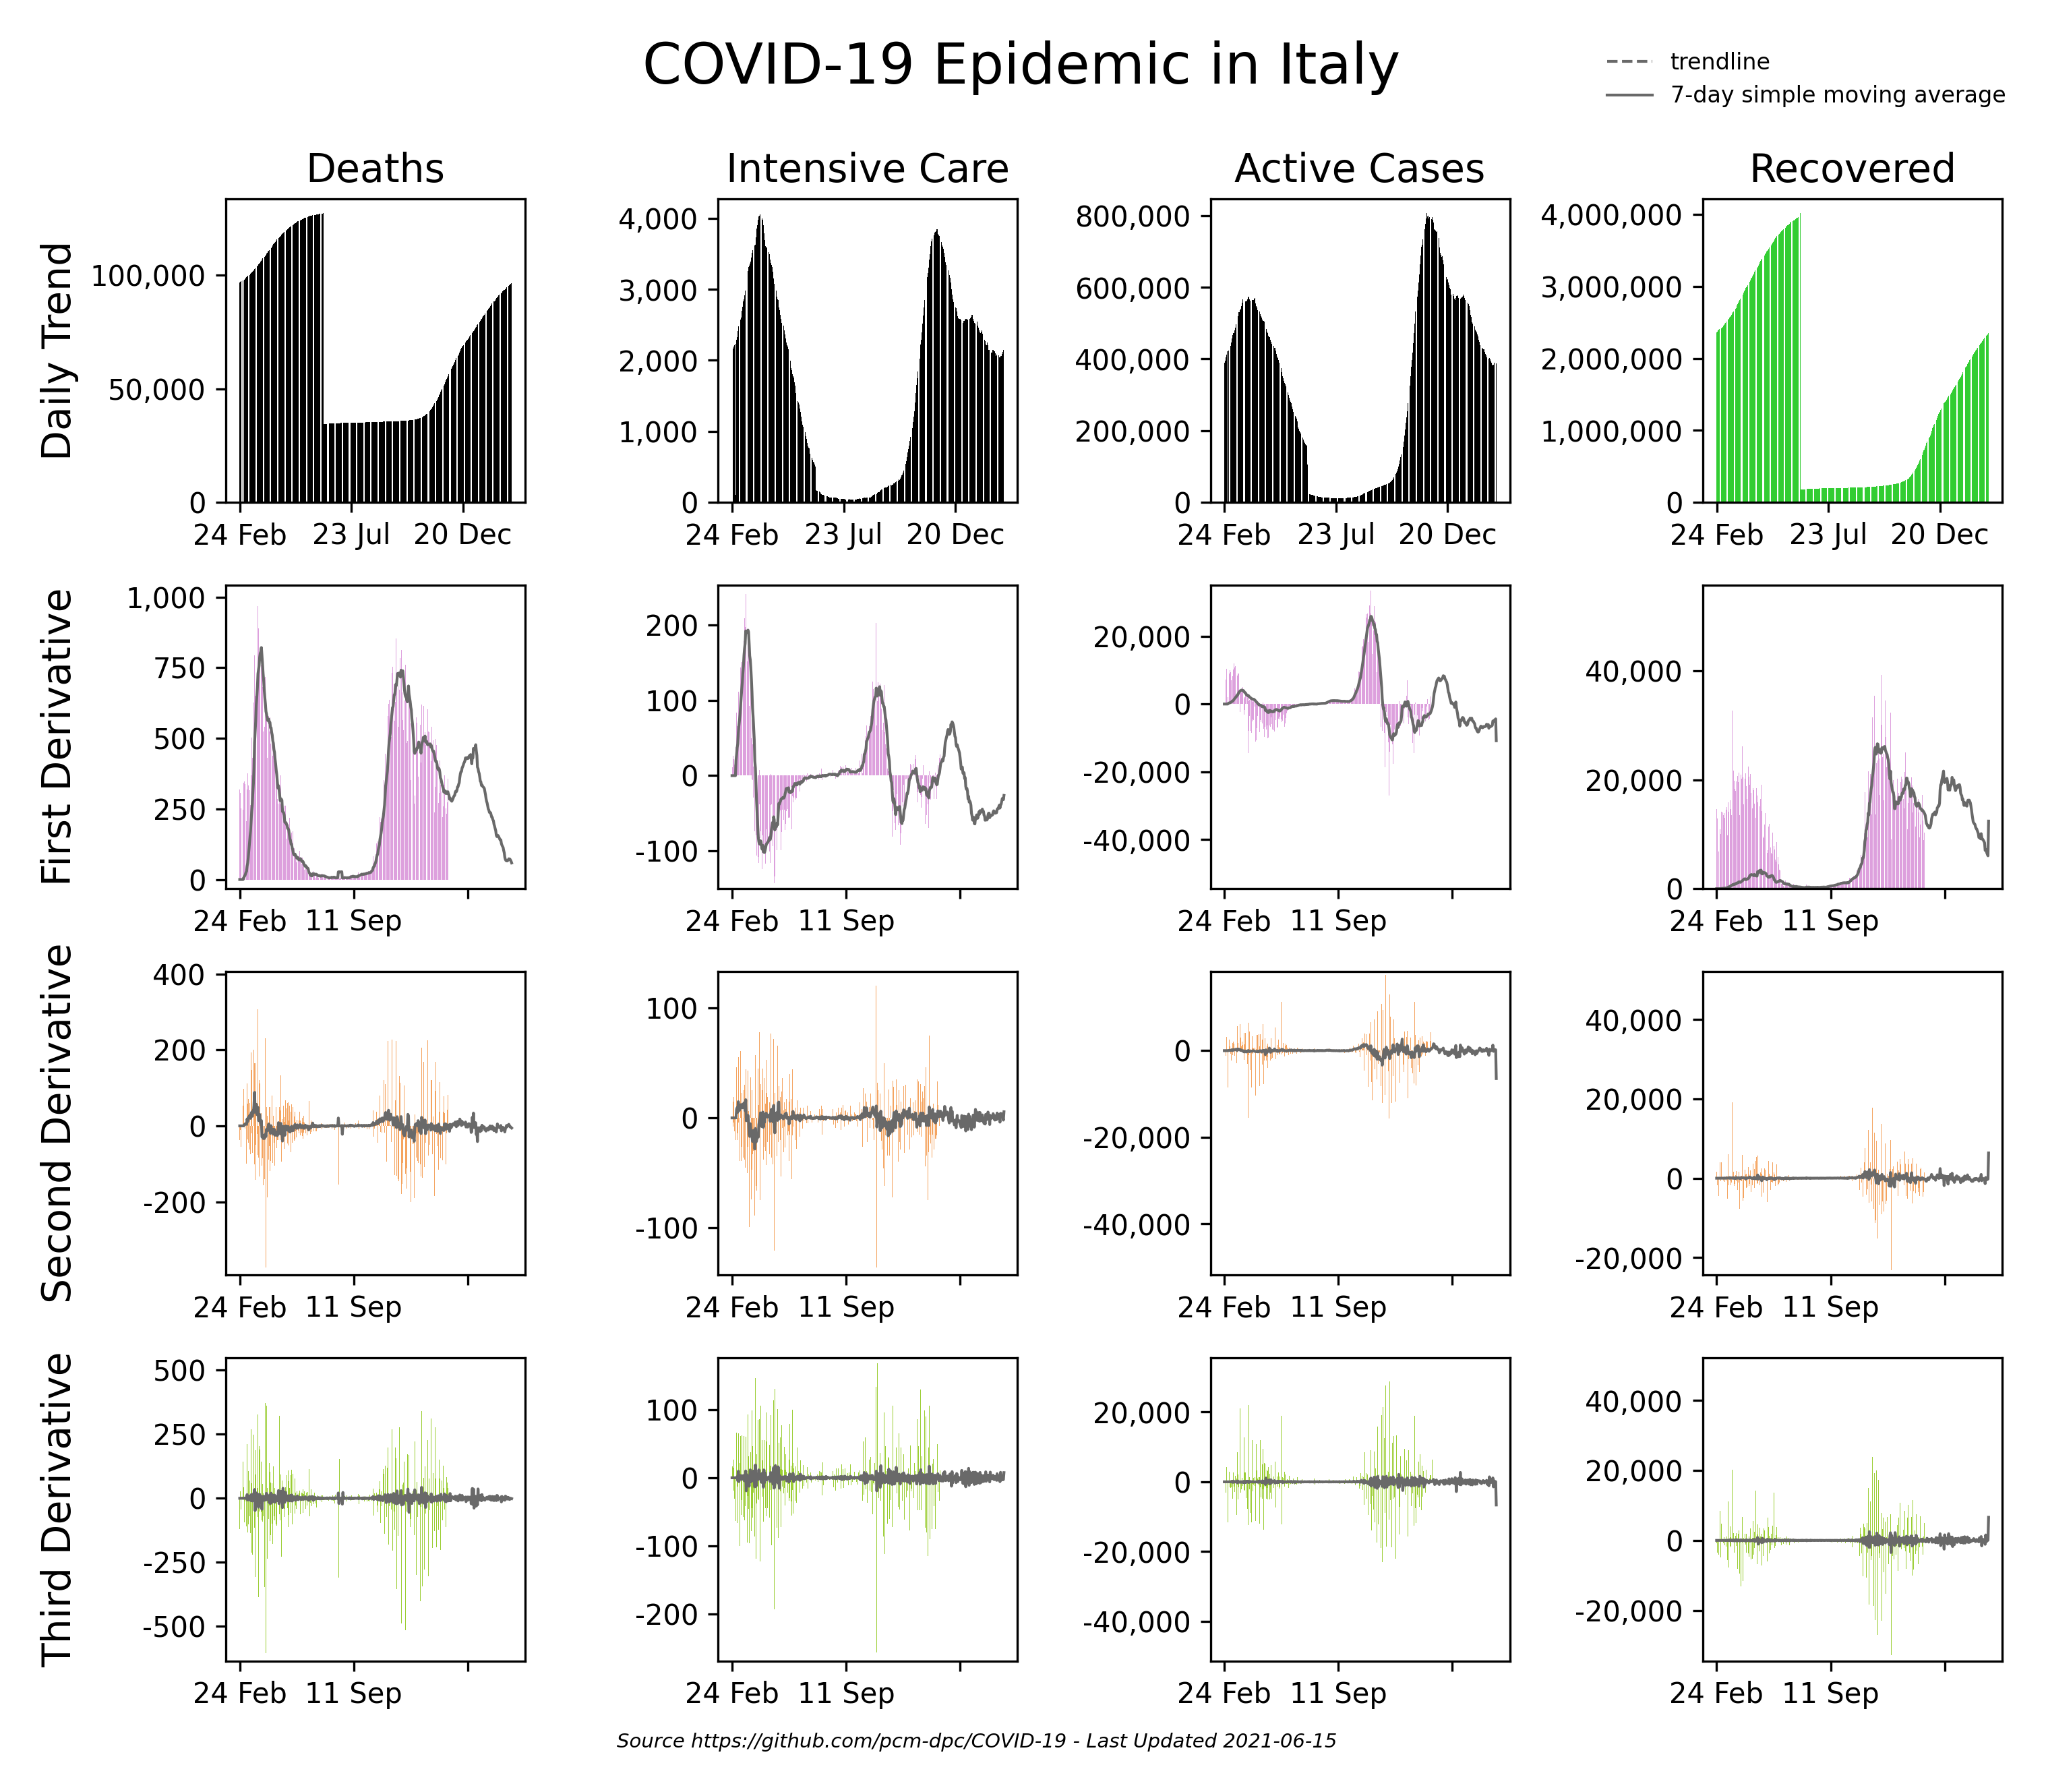 COVID-19 Epidemic in Italy
trendline
7-day simple moving average
Deaths
Intensive Care
Active Cases
Recovered
Daily Trend
100,000
50,000
0
24 Feb 23 Jul 20 Dec
4,000
3,000
2,000
1,000
0
24 Feb 23 Jul 20 Dec
800,000
600,000
400,000
200,000
0
24 Feb 23 Jul 20 Dec
4,000,000
3,000,000
2,000,000
1,000,000
0
24 Feb 23 Jul 20 Dec
First Derivative
1,000
750
500
250
0
24 Feb 11 Sep
200
100
0
-100
24 Feb 11 Sep
20,000
0
-20,000
-40,000
24 Feb 11 Sep
40,000
20,000
0
24 Feb 11 Sep
Second Derivative
400
200
0
-200
24 Feb 11 Sep
100
0
-100
24 Feb 11 Sep
0
-20,000
-40,000
24 Feb 11 Sep
40,000
20,000
0
-20,000
24 Feb 11 Sep
Third Derivative
500
250
0
-250
-500
24 Feb 11 Sep
100
0
-100
-200
24 Feb 11 Sep
20,000
0
-20,000
-40,000
24 Feb 11 Sep
40,000
20,000
0
-20,000
24 Feb 11 Sep
Source https://github.com/pcm-dpc/COVID-19 - Last Updated 2021-06-15